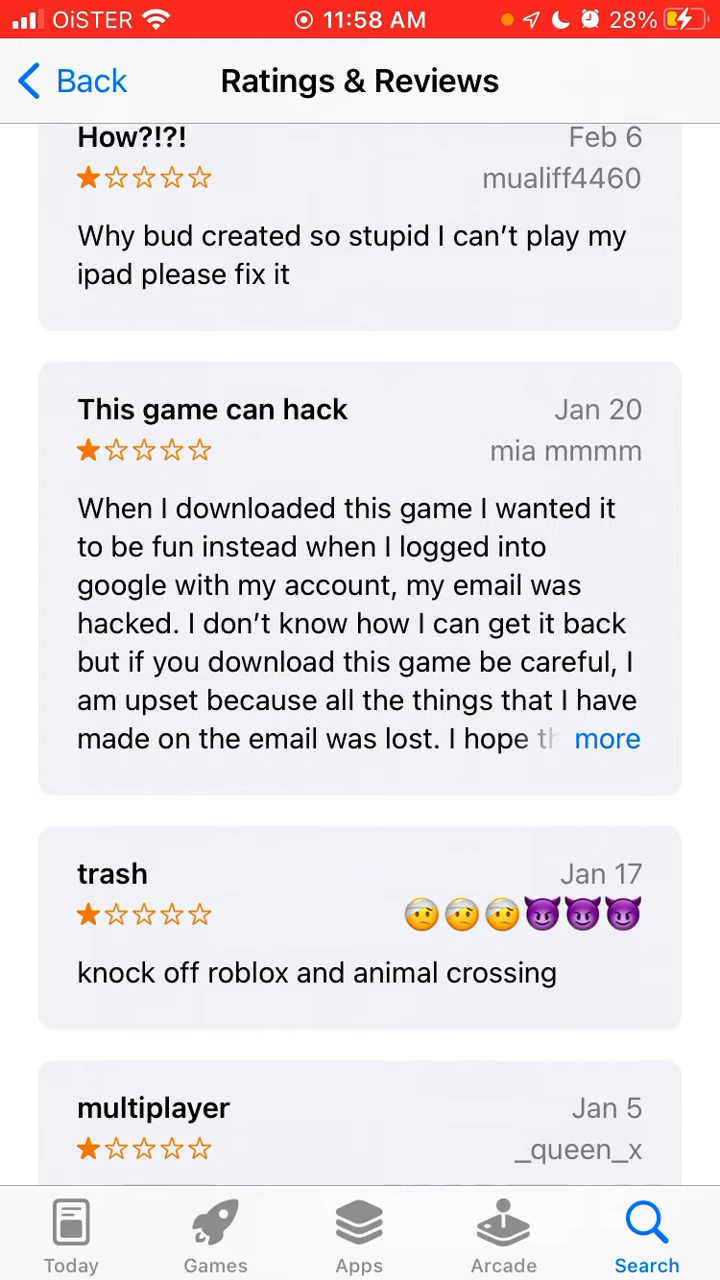 OiSTER 11:58 AM 28%
Back Ratings & Reviews
How?!?! Feb 6
mualiff4460
Why bud created so stupid I can’t play my
ipad please fix it
This game can hack Jan 20
mia mmmm
When I downloaded this game I wanted it
to be fun instead when I logged into
google with my account, my email was
hacked. I don’t know how I can get it back
but if you download this game be careful, I
am upset because all the things that I have
made on the email was lost. I hope th more
trash Jan 17
🤕🤕🤕😈😈😈
knock off roblox and animal crossing
multiplayer Jan 5
_queen_x
Today Games Apps Arcade Search